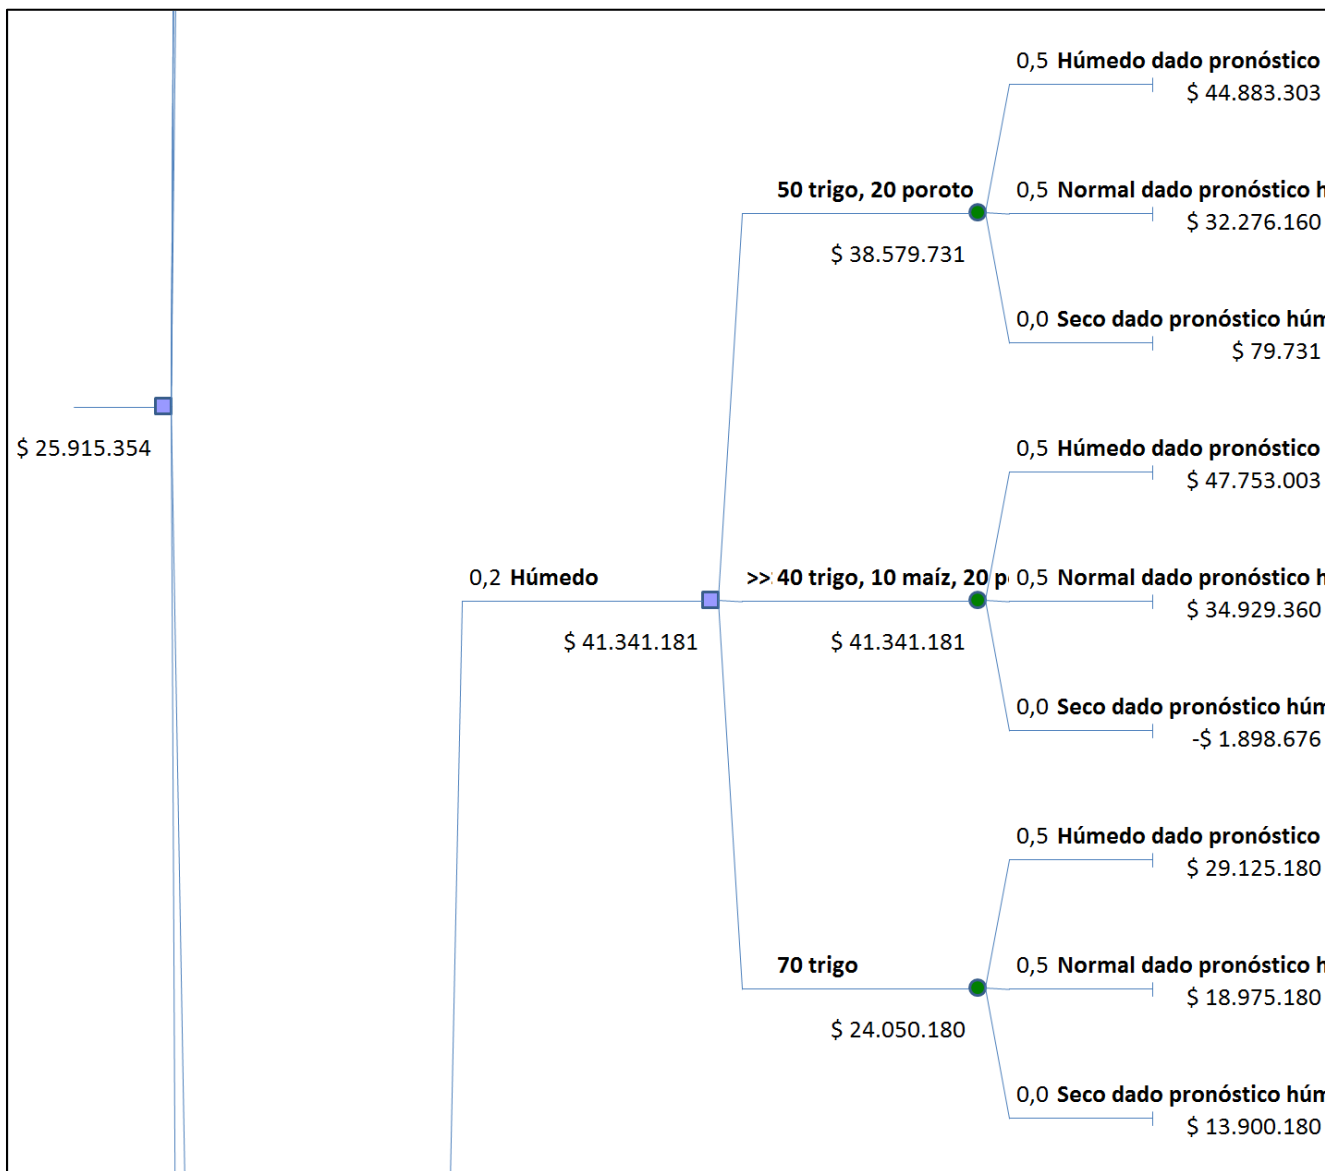 0,5 Húmedo dado pronóstico
$ 44.883.303
50 trigo, 20 poroto
0,5 Normal dado pronóstico
$ 32.276.160
$ 38.579.731
0,0 Seco dado pronóstico
$ 79.731
$ 25.915.354
0,5 Húmedo dado pronóstico
$ 47.753.003
0,2 Húmedo
>> 40 trigo, 10 maíz, 20
0,5 Normal dado pronóstico
$ 34.929.360
$ 41.341.181
$ 41.341.181
0,0 Seco dado pronóstico
-$ 1.898.676
0,5 Húmedo dado pronóstico
$ 29.125.180
70 trigo
0,5 Normal dado pronóstico
$ 18.975.180
$ 24.050.180
0,0 Seco dado pronóstico
$ 13.900.180